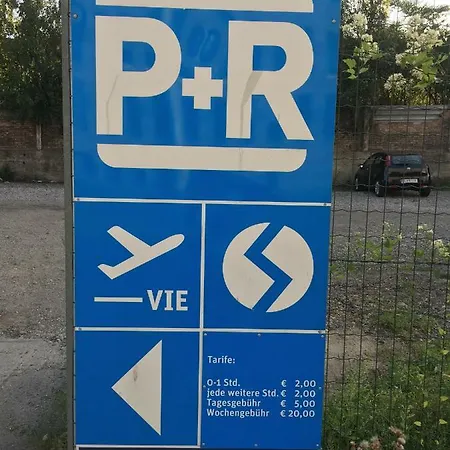 P+R
VIE
Tarife:
0-1 Std. € 2,00
jede weitere Std. € 2,00
Tagesgebühr € 5,00
Wochengebühr € 20,00